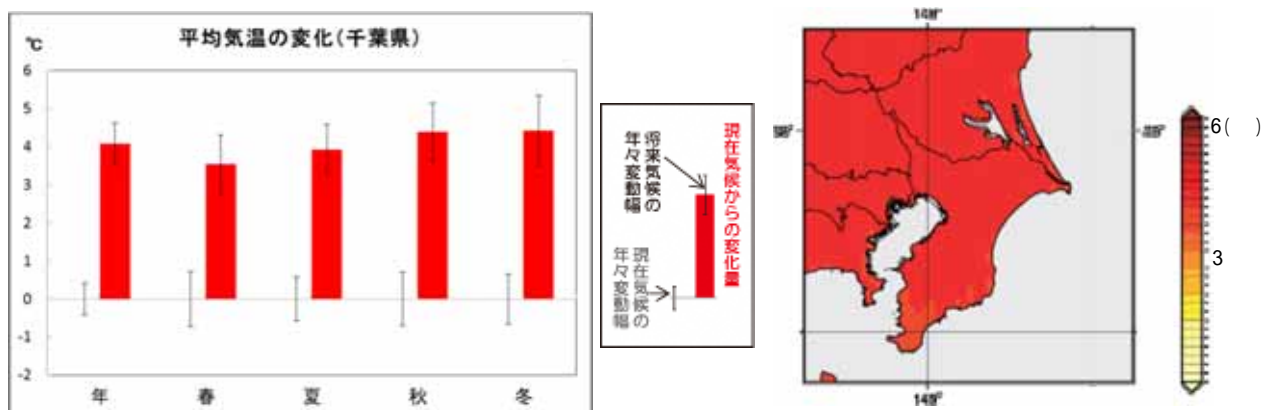 平均気温の変化(千葉県)
℃
6
5
4
3
2
1
0
-1
-2
年
春
夏
秋
冬
現在気候からの変化量
将来気候の
年々変動幅
現在気候の
年々変動幅
6( )
3